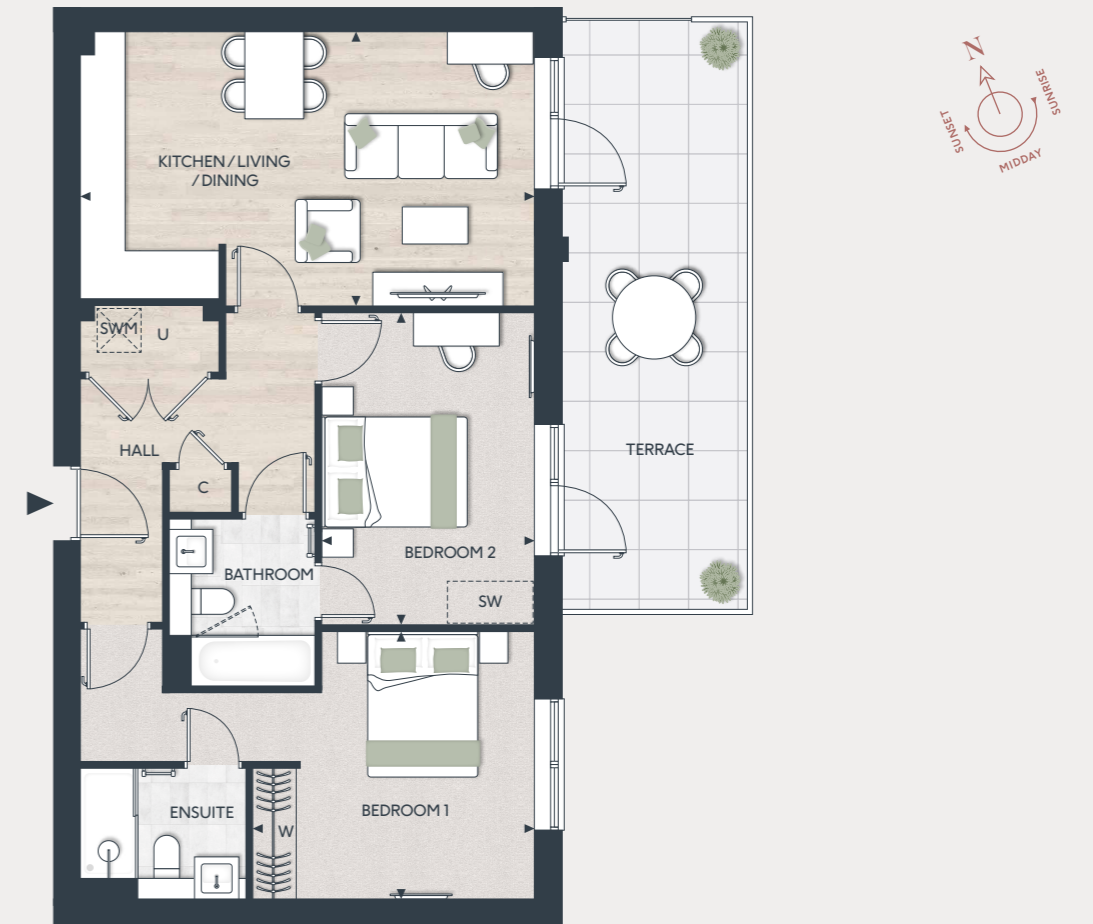 N
SUNRISE
SUNSET
MIDDAY
KITCHEN / LIVING
/ DINING
SWM
U
HALL
C
BATHROOM
BEDROOM 2
SW
TERRACE
ENSUITE
W
BEDROOM 1